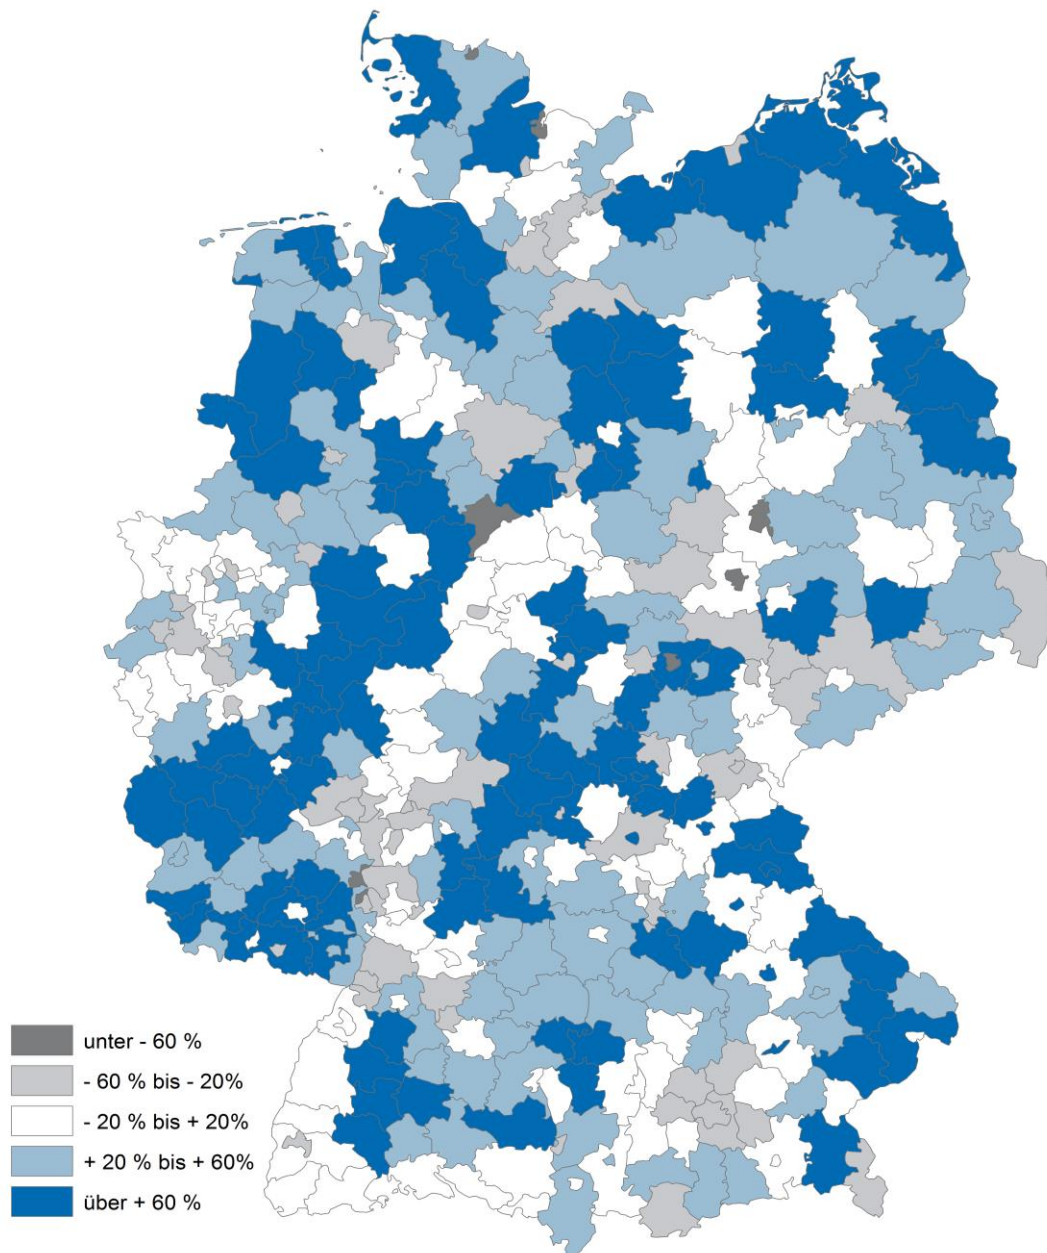 unter - 60 %
- 60 % bis - 20%
- 20 % bis + 20%
+ 20 % bis + 60%
über + 60 %